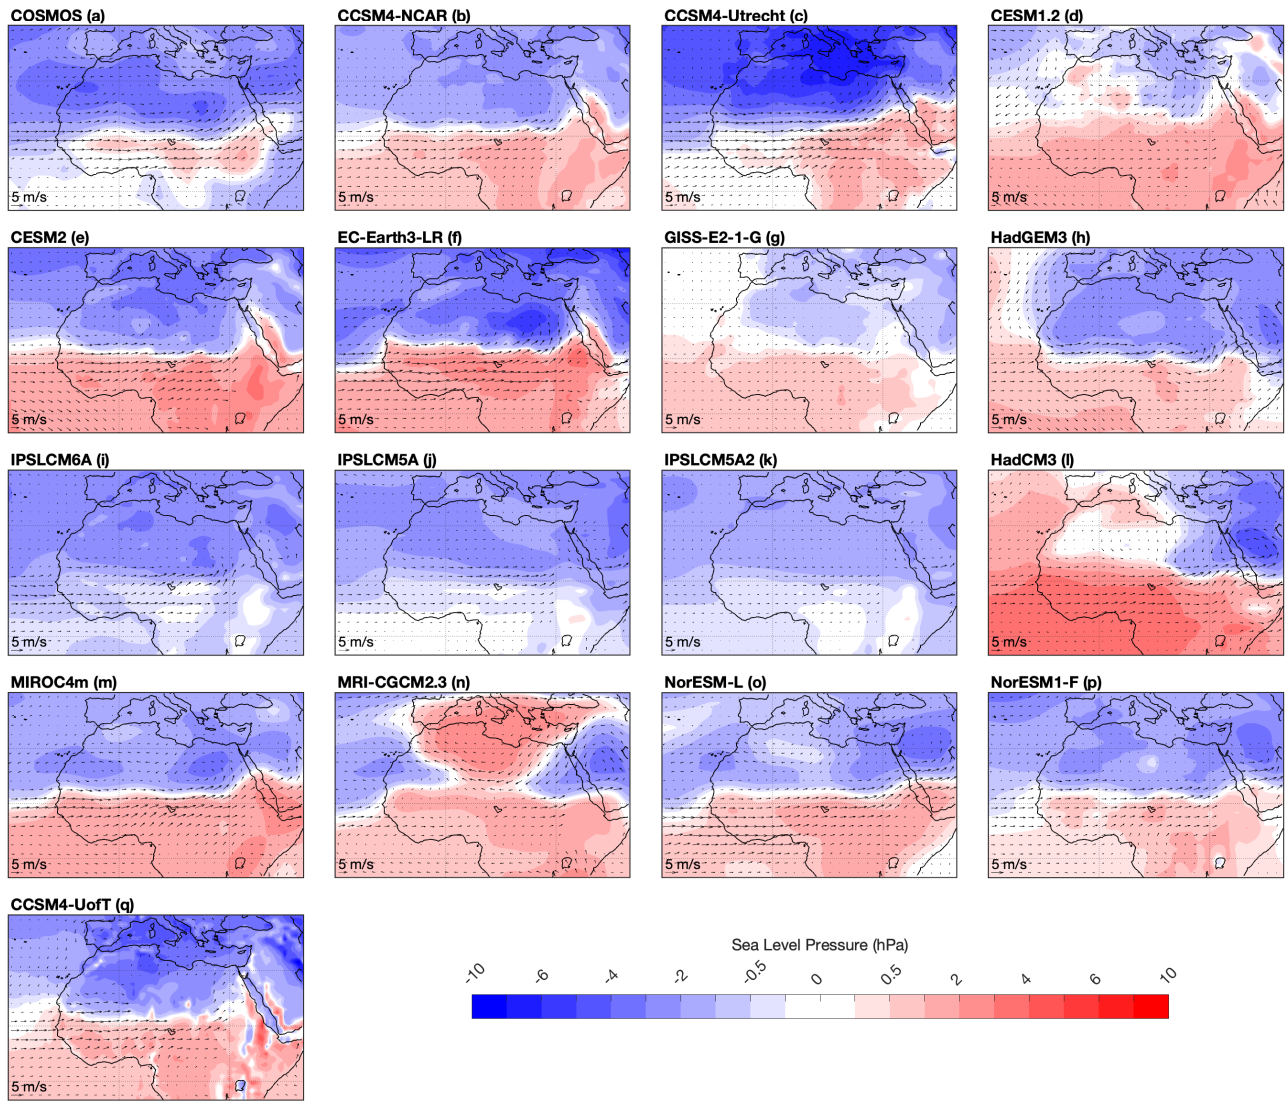 COSMOS (a)
CCSM4-NCAR (b)
CCSM4-Utrecht (c)
CESM1.2 (d)
5 m/s
5 m/s
5 m/s
5 m/s
CESM2 (e)
EC-Earth3-LR (f)
GISS-E2-1-G (g)
HadGEM3 (h)
5 m/s
5 m/s
5 m/s
5 m/s
IPSLCM6A (i)
IPSLCM5A (j)
IPSLCM5A2 (k)
HadCM3 (l)
5 m/s
5 m/s
5 m/s
5 m/s
MIROC4m (m)
MRI-CGCM2.3 (n)
NorESM-L (o)
NorESM1-F (p)
5 m/s
5 m/s
5 m/s
5 m/s
CCSM4-UofT (q)
5 m/s
Sea Level Pressure (hPa)
-10 -6 -4 -2 -0.5 0 0.5 2 4 6 10